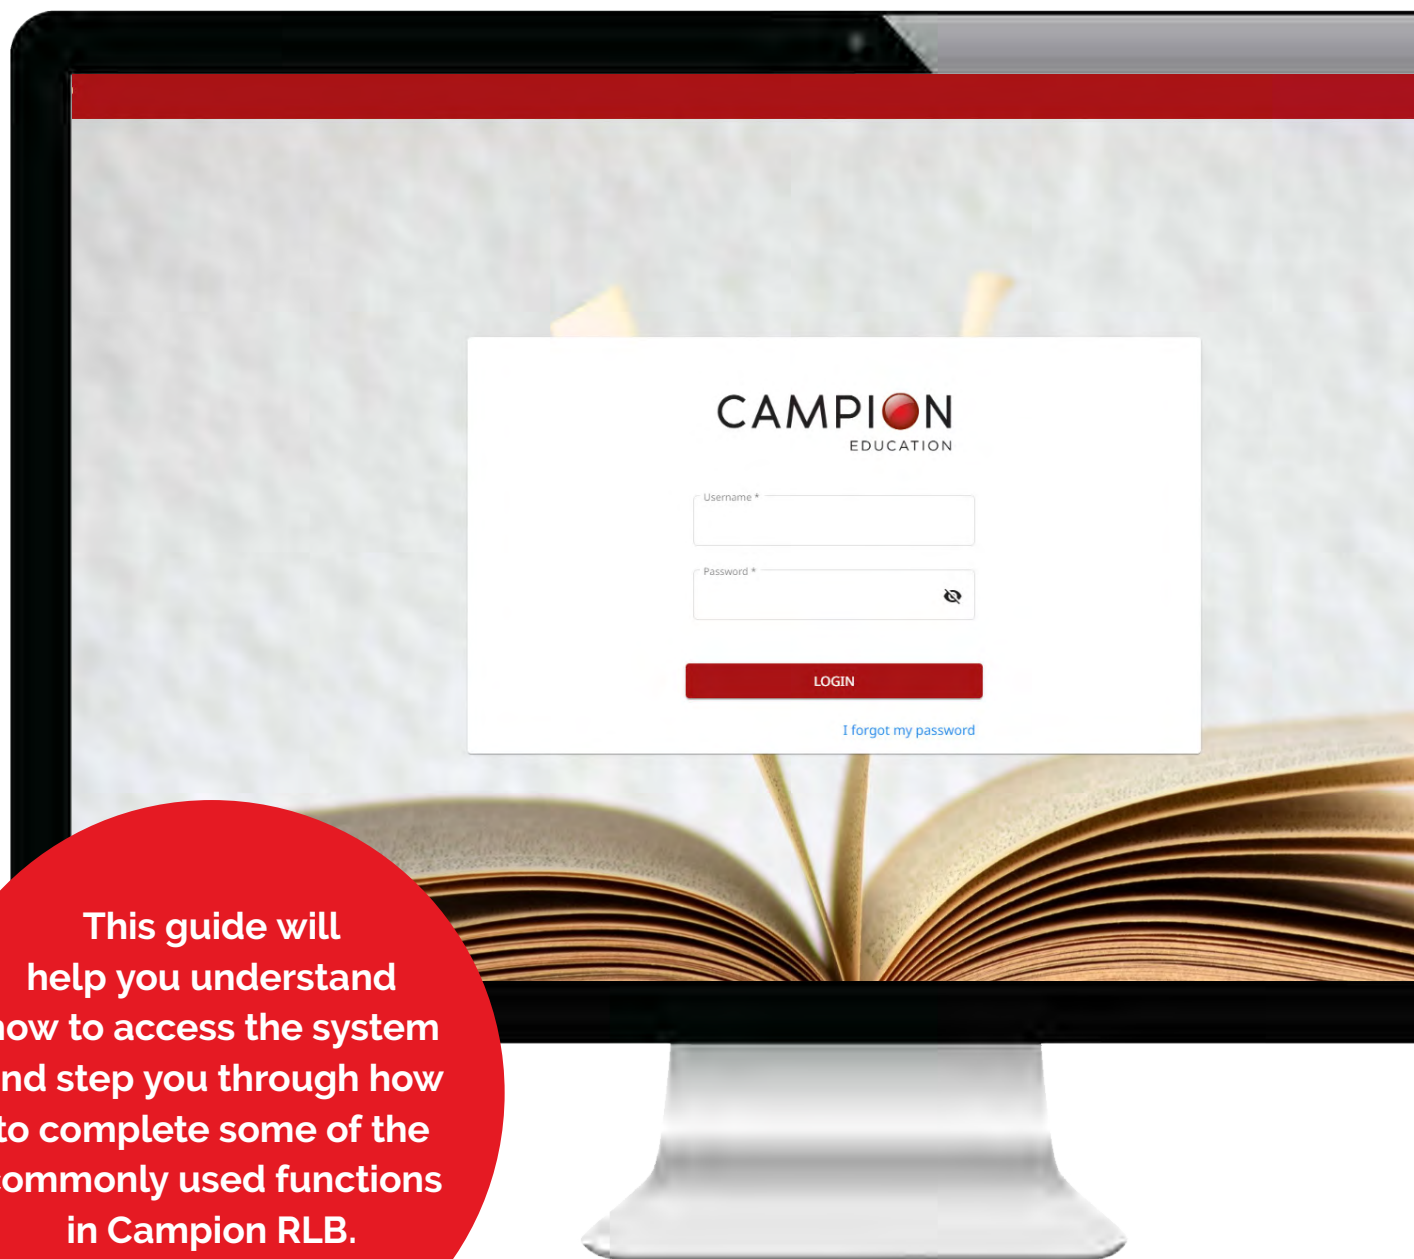 CAMPION
EDUCATION
Username *
Password *
LOGIN
I forgot my password
This guide will
help you understand
how to access the system
and step you through how
to complete some of the
commonly used functions
in Campion RLB.